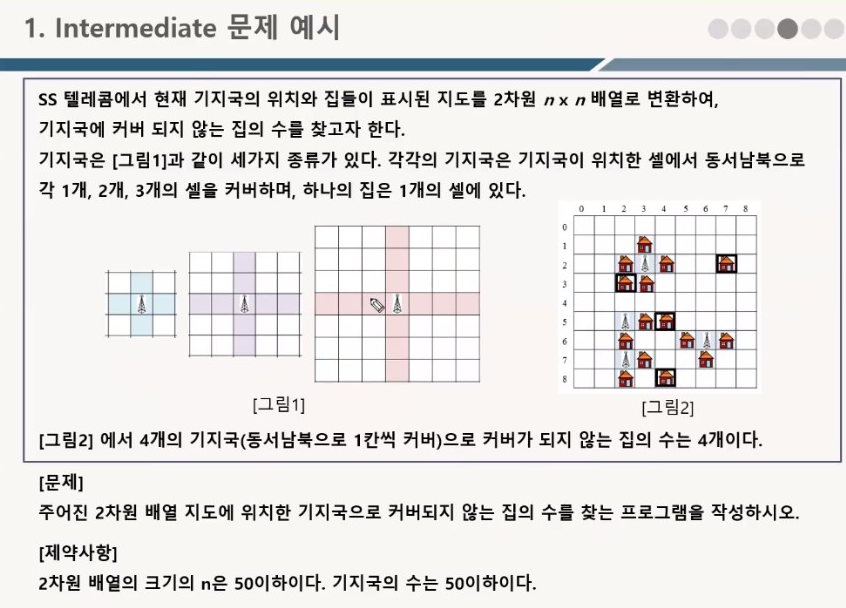 1. Intermediate 문제 예시
SS 텔레콤에서 현재 기지국의 위치와 집들이 표시된 지도를 2차원 n x n 배열로 변환하여,
기지국에 커버 되지 않는 집의 수를 찾고자 한다.
기지국은 [그림1]과 같이 세가지 종류가 있다. 각각의 기지국은 기지국이 위치한 셀에서 동서남북으로
각 1개, 2개, 3개의 셀을 커버하며, 하나의 집은 1개의 셀에 있다.
0 1 2 3 4 5 6 7 8
0
1
2
3
4
5
6
7
8
[그림1]
[그림2]
[그림2] 에서 4개의 기지국(동서남북으로 1칸씩 커버)으로 커버가 되지 않는 집의 수는 4개이다.
[문제]
주어진 2차원 배열 지도에 위치한 기지국으로 커버되지 않는 집의 수를 찾는 프로그램을 작성하시오.
[제약사항]
2차원 배열의 크기의 n은 50이하이다. 기지국의 수는 50이하이다.